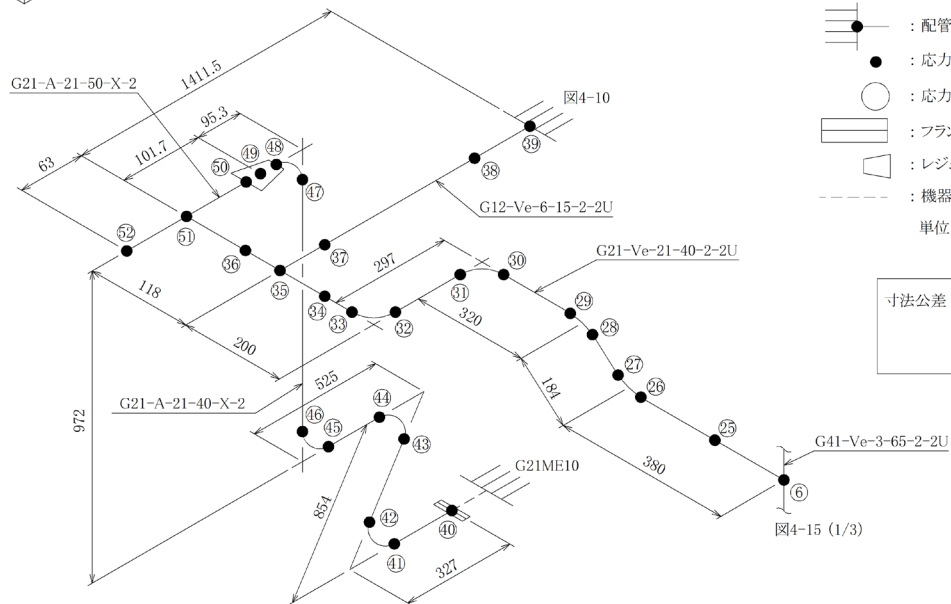 1411.5
G21-A-21-50-X-2
95.3
101.7
63
図4-10
㊴
㊳
㊽
㊾
㊿
㊼
G12-Ve-6-15-2-2U
52
51
㊱
㊲
㉟
297
㉚
G21-Ve-21-40-2-2U
㉛
118
㉞
㉝
㉜
320
㉙
㉘
200
184
㉗
㉖
525
G21-A-21-40-X-2
㊹
㊻
㊺
㊸
972
㉕
G41-Ve-3-65-2-2U
380
G21ME10
⑥
図4-15 (1/3)
854
㊷
㊵
㊶
327
:配管
:応力
:応力
:フラン
:レジ
:機器
単位
寸法公差